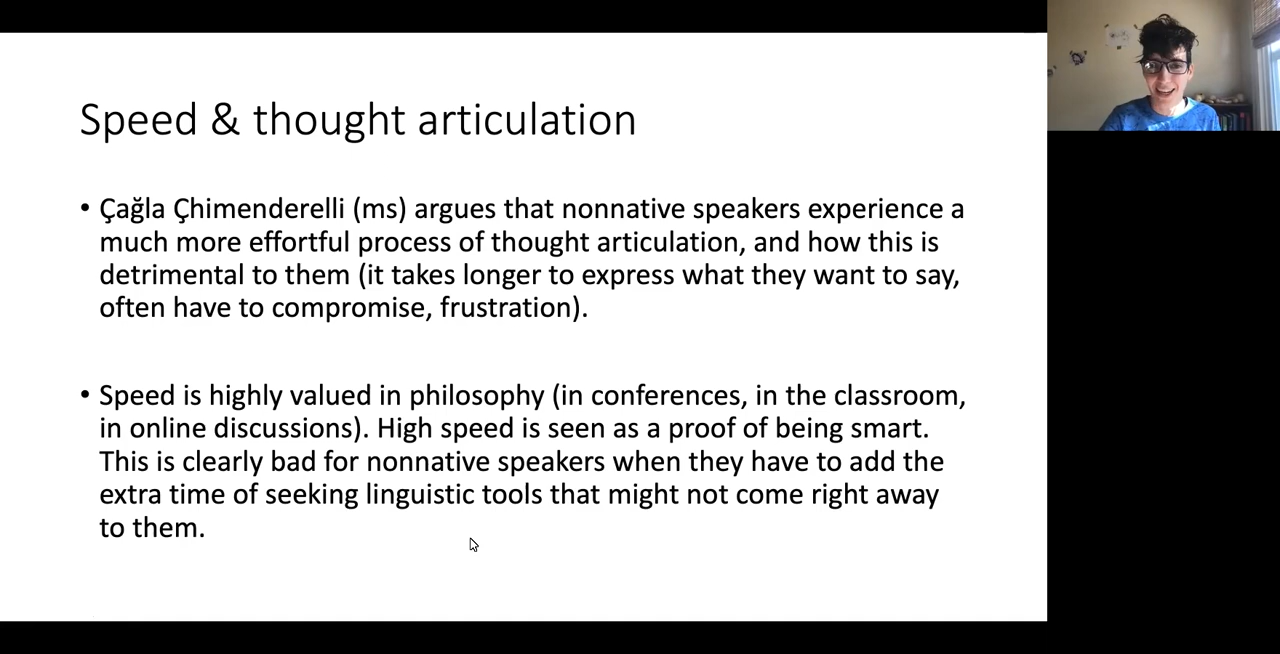 Speed & thought articulation
• Çağla Çhimenderelli (ms) argues that nonnative speakers experience a
much more effortful process of thought articulation, and how this is
detrimental to them (it takes longer to express what they want to say,
often have to compromise, frustration).
• Speed is highly valued in philosophy (in conferences, in the classroom,
in online discussions). High speed is seen as a proof of being smart.
This is clearly bad for nonnative speakers when they have to add the
extra time of seeking linguistic tools that might not come right away
to them.